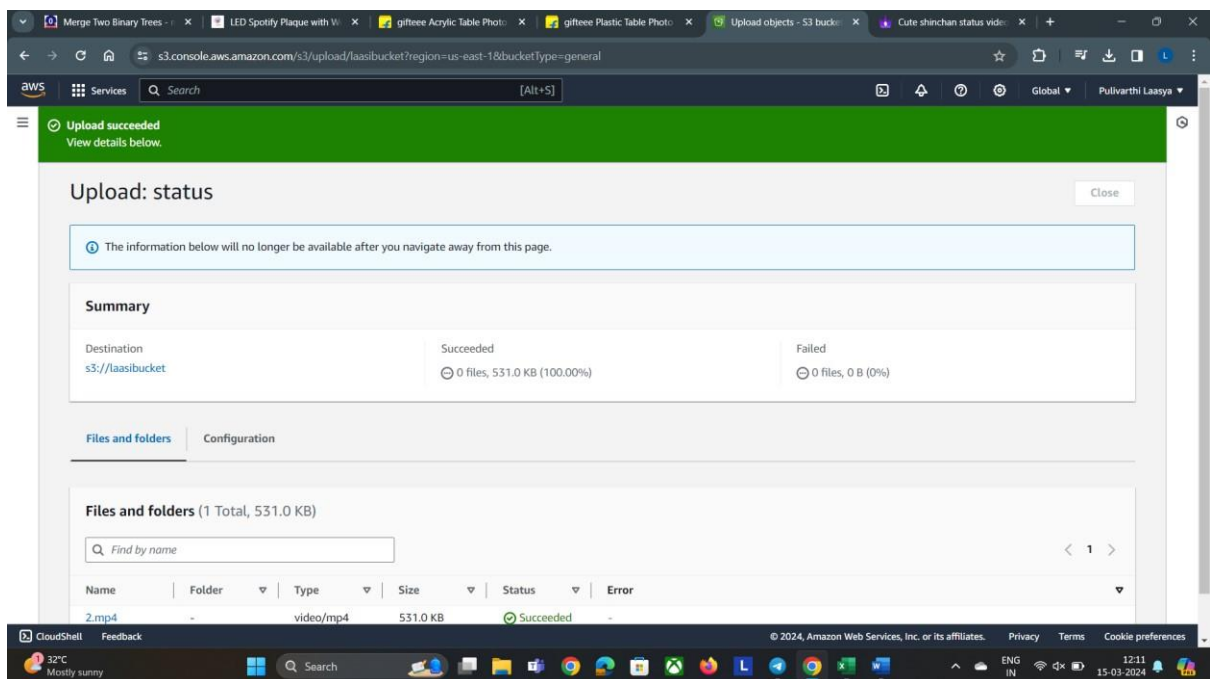 Merge Two Binary Trees -
LED Spotify Plaque with W
gifteee Acrylic Table Photo
gifteee Plastic Table Photo
Upload objects - S3 bucke
Cute shinchan status vide
s3.console.aws.amazon.com/s3/upload/laasibucket?region=us-east-1&bucketType=general
L
aws Services Search [Alt+S] Global Pulivarthi Laasya
Upload succeeded
View details below.
Upload: status Close
The information below will no longer be available after you navigate away from this page.
Summary
Destination Succeeded Failed
s3://laasibucket 0 files, 531.0 KB (100.00%) 0 files, 0 B (0%)
Files and folders Configuration
Files and folders (1 Total, 531.0 KB)
Find by name 1
Name Folder Type Size Status Error
2.mp4 - video/mp4 531.0 KB Succeeded -
CloudShell Feedback © 2024, Amazon Web Services, Inc. or its affiliates. Privacy Terms Cookie preferences
32°C
Mostly sunny
Search
L
ENG
IN
12:11
15-03-2024